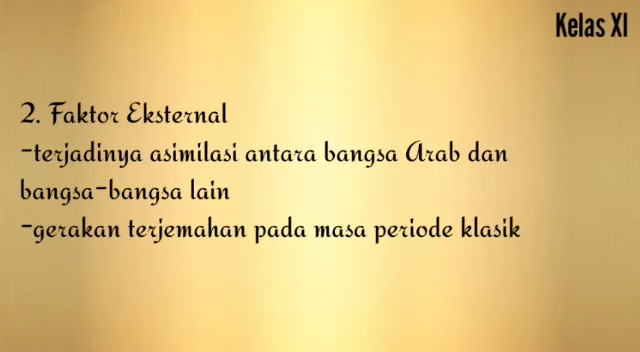 Kelas XI
2. Faktor Eksternal
-terjadinya asimilasi antara bangsa Arab dan
bangsa-bangsa lain
-gerakan terjemahan pada masa periode klasik